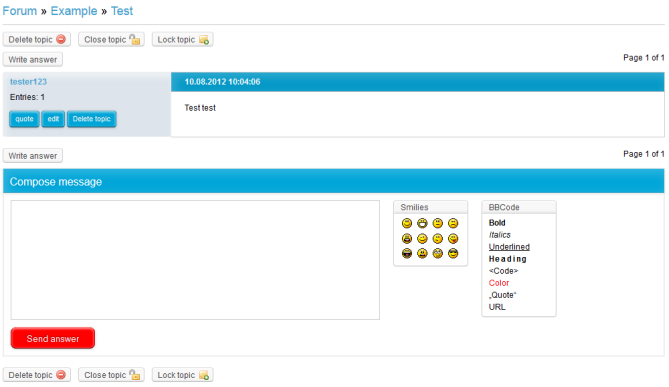 Forum » Example » Test
Delete topic Close topic Lock topic
Write answer Page 1 of 1
tester123 10.08.2012 10:04:06
Entries: 1 Test test
quote edit Delete topic
Write answer Page 1 of 1
Compose message
Smilies BBCode
Bold
Italics
Underlined
Heading
<Code>
Color
„Quote“
URL
Send answer
Delete topic Close topic Lock topic